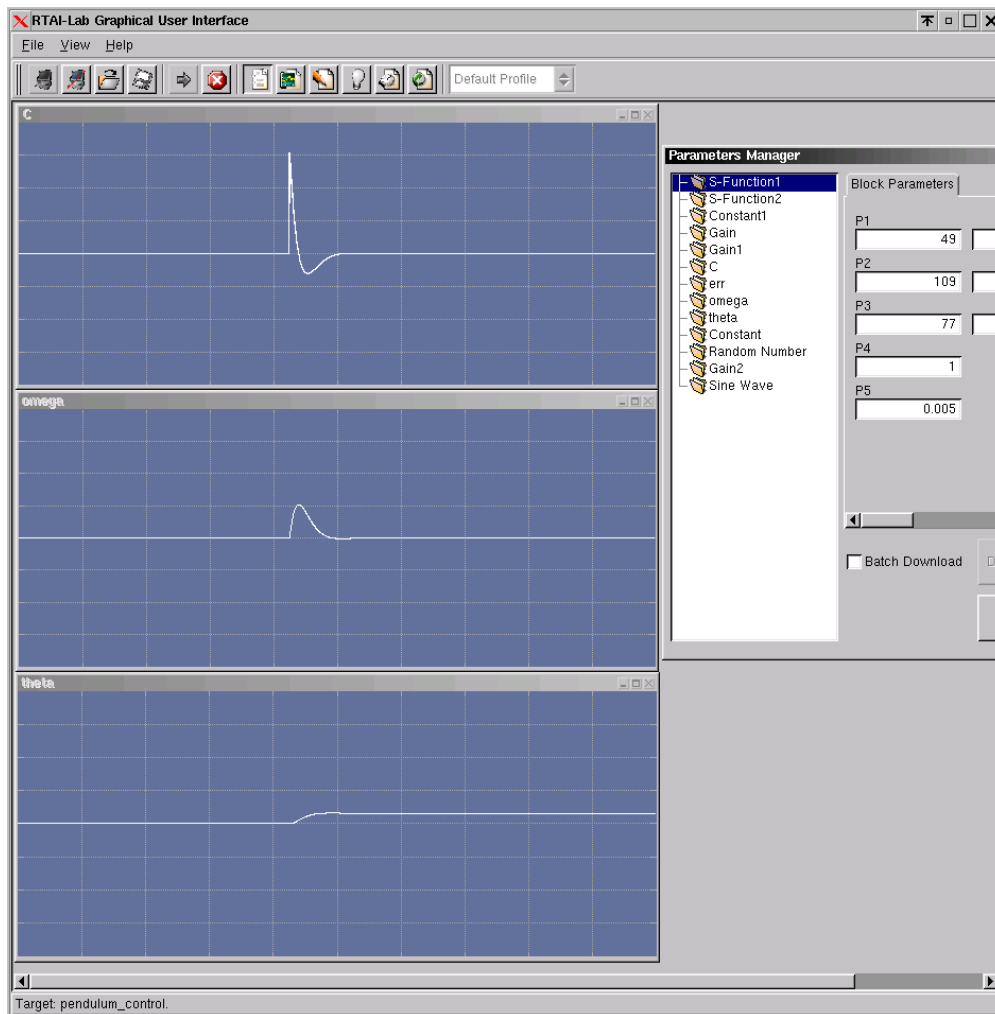 RTAI-Lab Graphical User Interface
File View Help
Default Profile
C
omega
theta
Parameters Manager
S-Function1
S-Function2
Constant1
Gain
Gain1
C
err
omega
theta
Constant
Random Number
Gain2
Sine Wave
Block Parameters
P1
49
P2
109
P3
77
P4
1
P5
0.005
Batch Download
D
Target: pendulum_control.